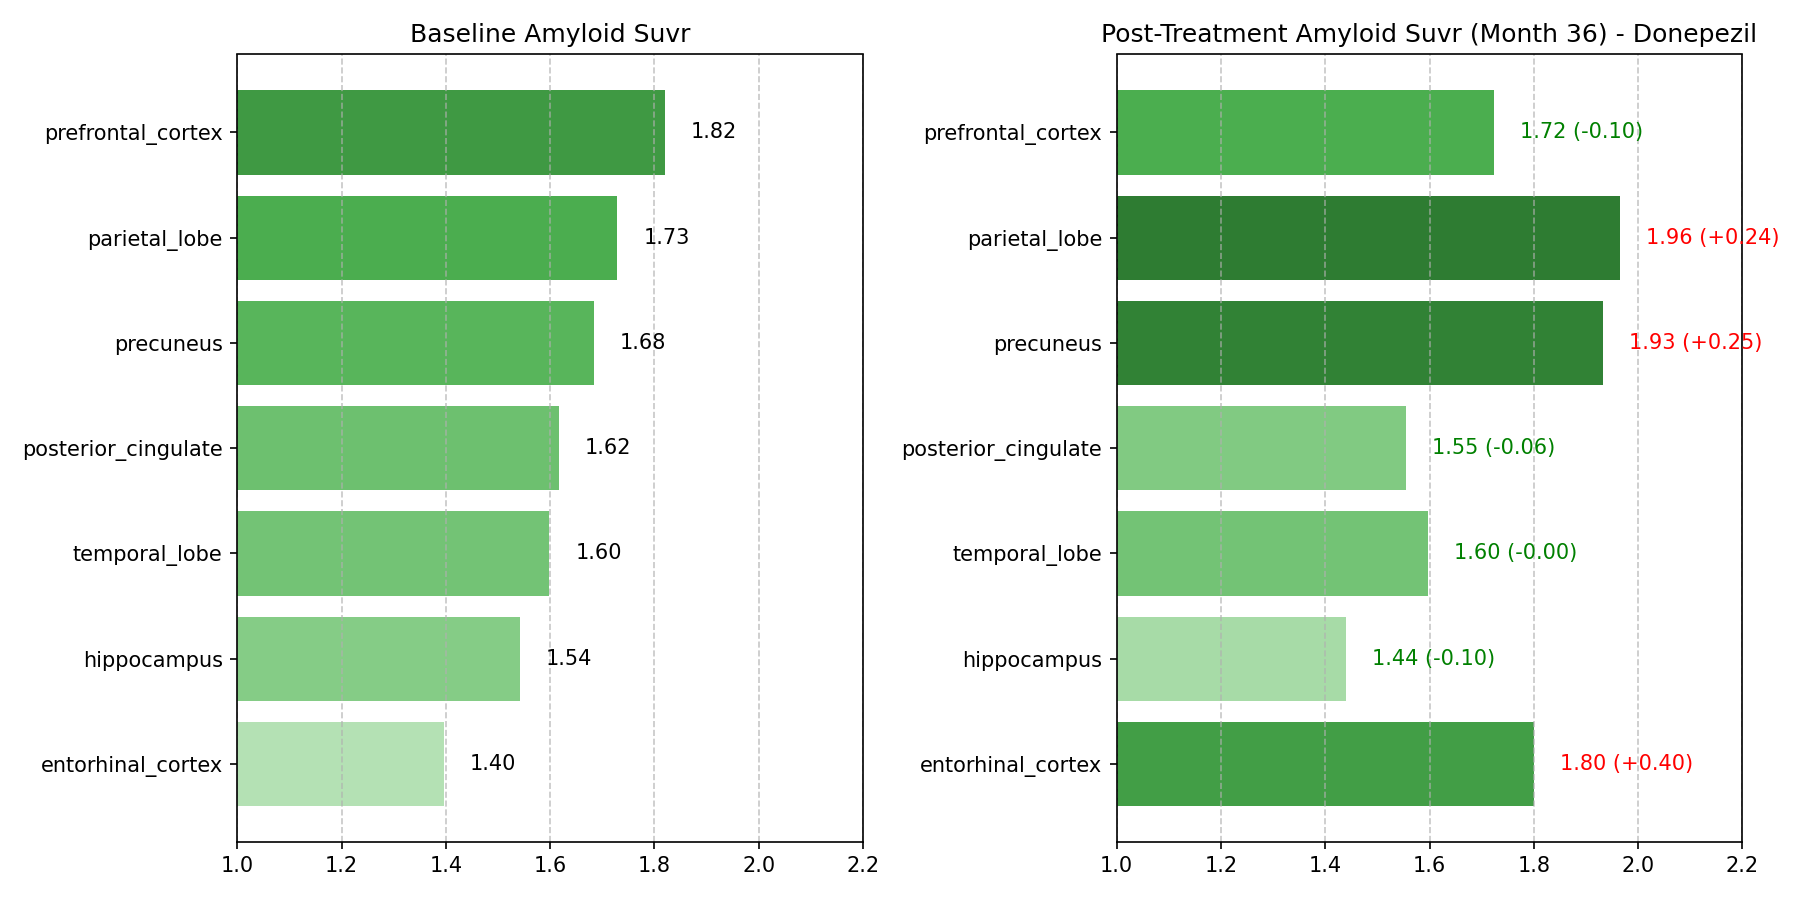 Baseline Amyloid Suvr
prefrontal_cortex 1.82
parietal_lobe 1.73
precuneus 1.68
posterior_cingulate 1.62
temporal_lobe 1.60
hippocampus 1.54
entorhinal_cortex 1.40
1.0 1.2 1.4 1.6 1.8 2.0 2.2
Post-Treatment Amyloid Suvr (Month 36) - Donepezil
prefrontal_cortex 1.72 (-0.10)
parietal_lobe 1.96 (+0.24)
precuneus 1.93 (+0.25)
posterior_cingulate 1.55 (-0.06)
temporal_lobe 1.60 (-0.00)
hippocampus 1.44 (-0.10)
entorhinal_cortex 1.80 (+0.40)
1.0 1.2 1.4 1.6 1.8 2.0 2.2